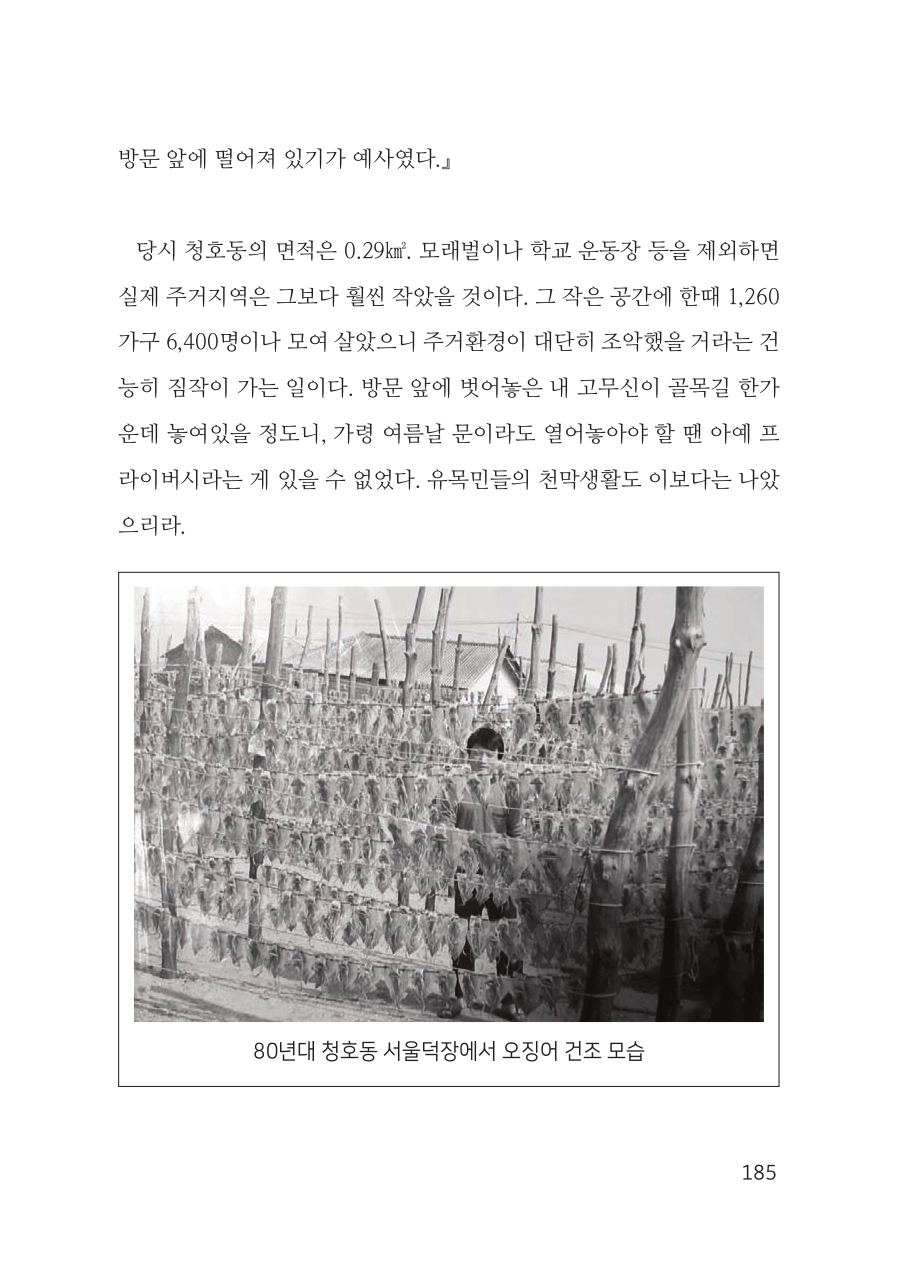 방문 앞에 떨어져 있기가 예사였다.』
당시 청호동의 면적은 0.29㎢. 모래벌이나 학교 운동장 등을 제외하면
실제 주거지역은 그보다 훨씬 작았을 것이다. 그 작은 공간에 한때 1,260
가구 6,400명이나 모여 살았으니 주거환경이 대단히 조악했을 거라는 건
능히 짐작이 가는 일이다. 방문 앞에 벗어놓은 내 고무신이 골목길 한가
운데 놓여있을 정도니, 가령 여름날 문이라도 열어놓아야 할 땐 아예 프
라이버시라는 게 있을 수 없었다. 유목민들의 천막생활도 이보다는 나았
으리라.
80년대 청호동 서울덕장에서 오징어 건조 모습
185